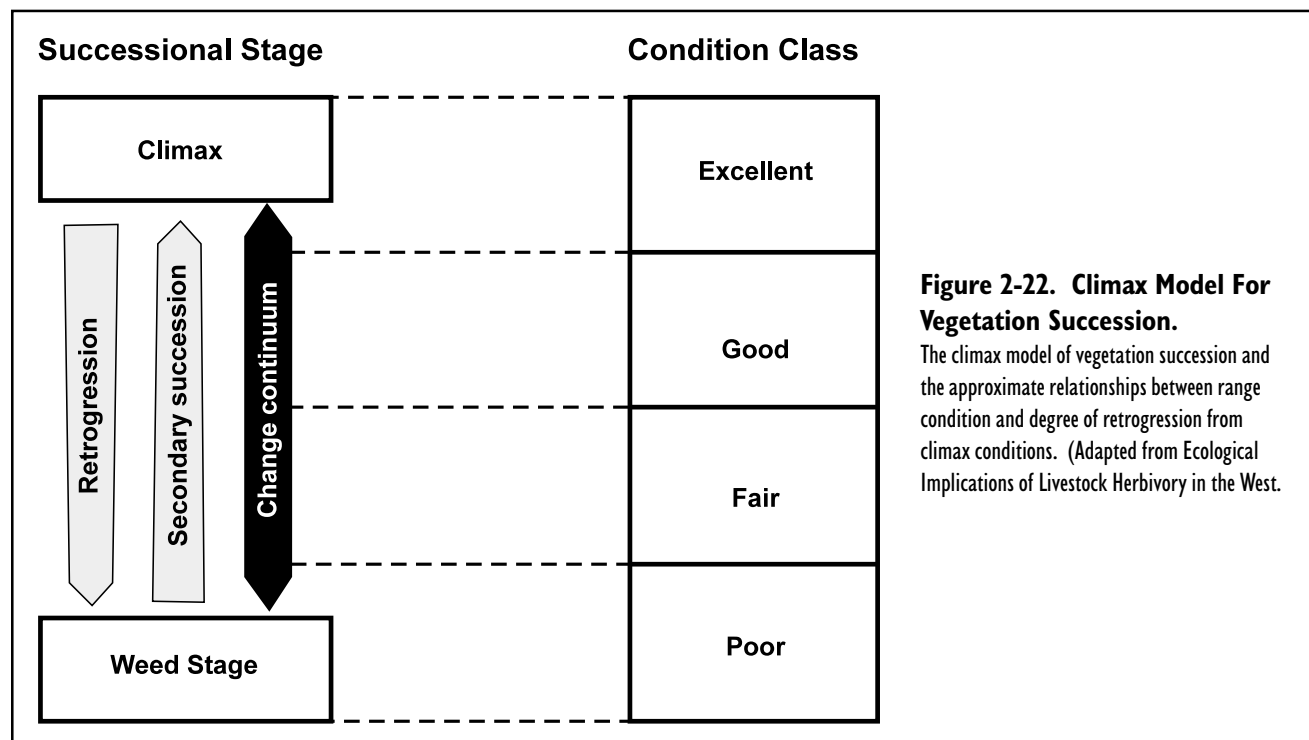 Successional Stage
Condition Class
Climax
Retrogression
Secondary succession
Change continuum
Weed Stage
Excellent
Good
Fair
Poor
Figure 2-22. Climax Model For
Vegetation Succession.
The climax model of vegetation succession and
the approximate relationships between range
condition and degree of retrogression from
climax conditions. (Adapted from Ecological
Implications of Livestock Herbivory in the West.